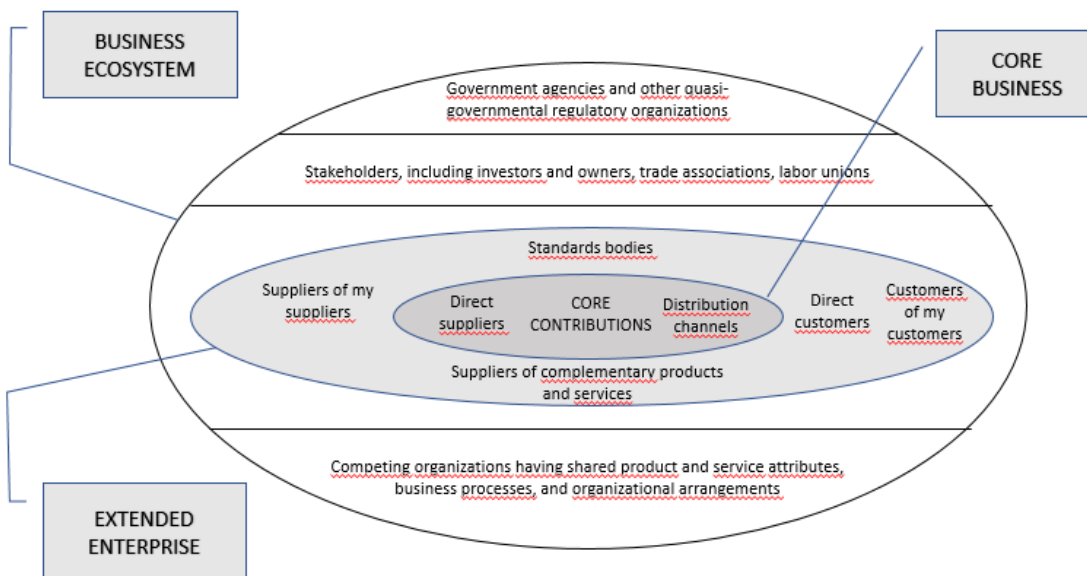 BUSINESS
ECOSYSTEM
CORE
BUSINESS
Government agencies and other quasi-
governmental regulatory organizations
Stakeholders, including investors and owners, trade associations, labor unions
Standards bodies
Suppliers of my
suppliers
Direct
suppliers
CORE
CONTRIBUTIONS
Distribution
channels
Direct
customers
Customers
of my
customers
Suppliers of complementary products
and services
Competing organizations having shared product and service attributes,
business processes, and organizational arrangements
EXTENDED
ENTERPRISE